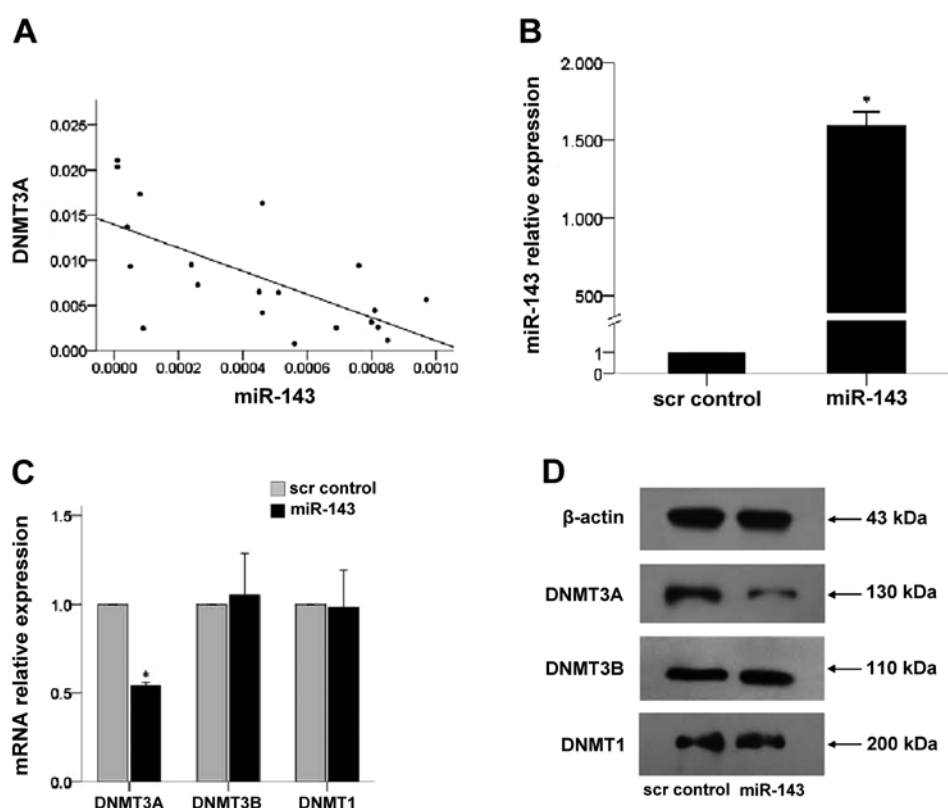 A
DNMT3A
0.025
0.020
0.015
0.010
0.005
0.000
0.0000 0.0002 0.0004 0.0006 0.0008 0.0010
miR-143
B
miR-143 relative expression
2.000
1.500
1.000
500
1
0
*
scr control miR-143
C
scr control
miR-143
mRNA relative expression
1.5
1.0
0.5
0.0
*
DNMT3A DNMT3B DNMT1
D
β-actin 43 kDa
DNMT3A 130 kDa
DNMT3B 110 kDa
DNMT1 200 kDa
scr control miR-143